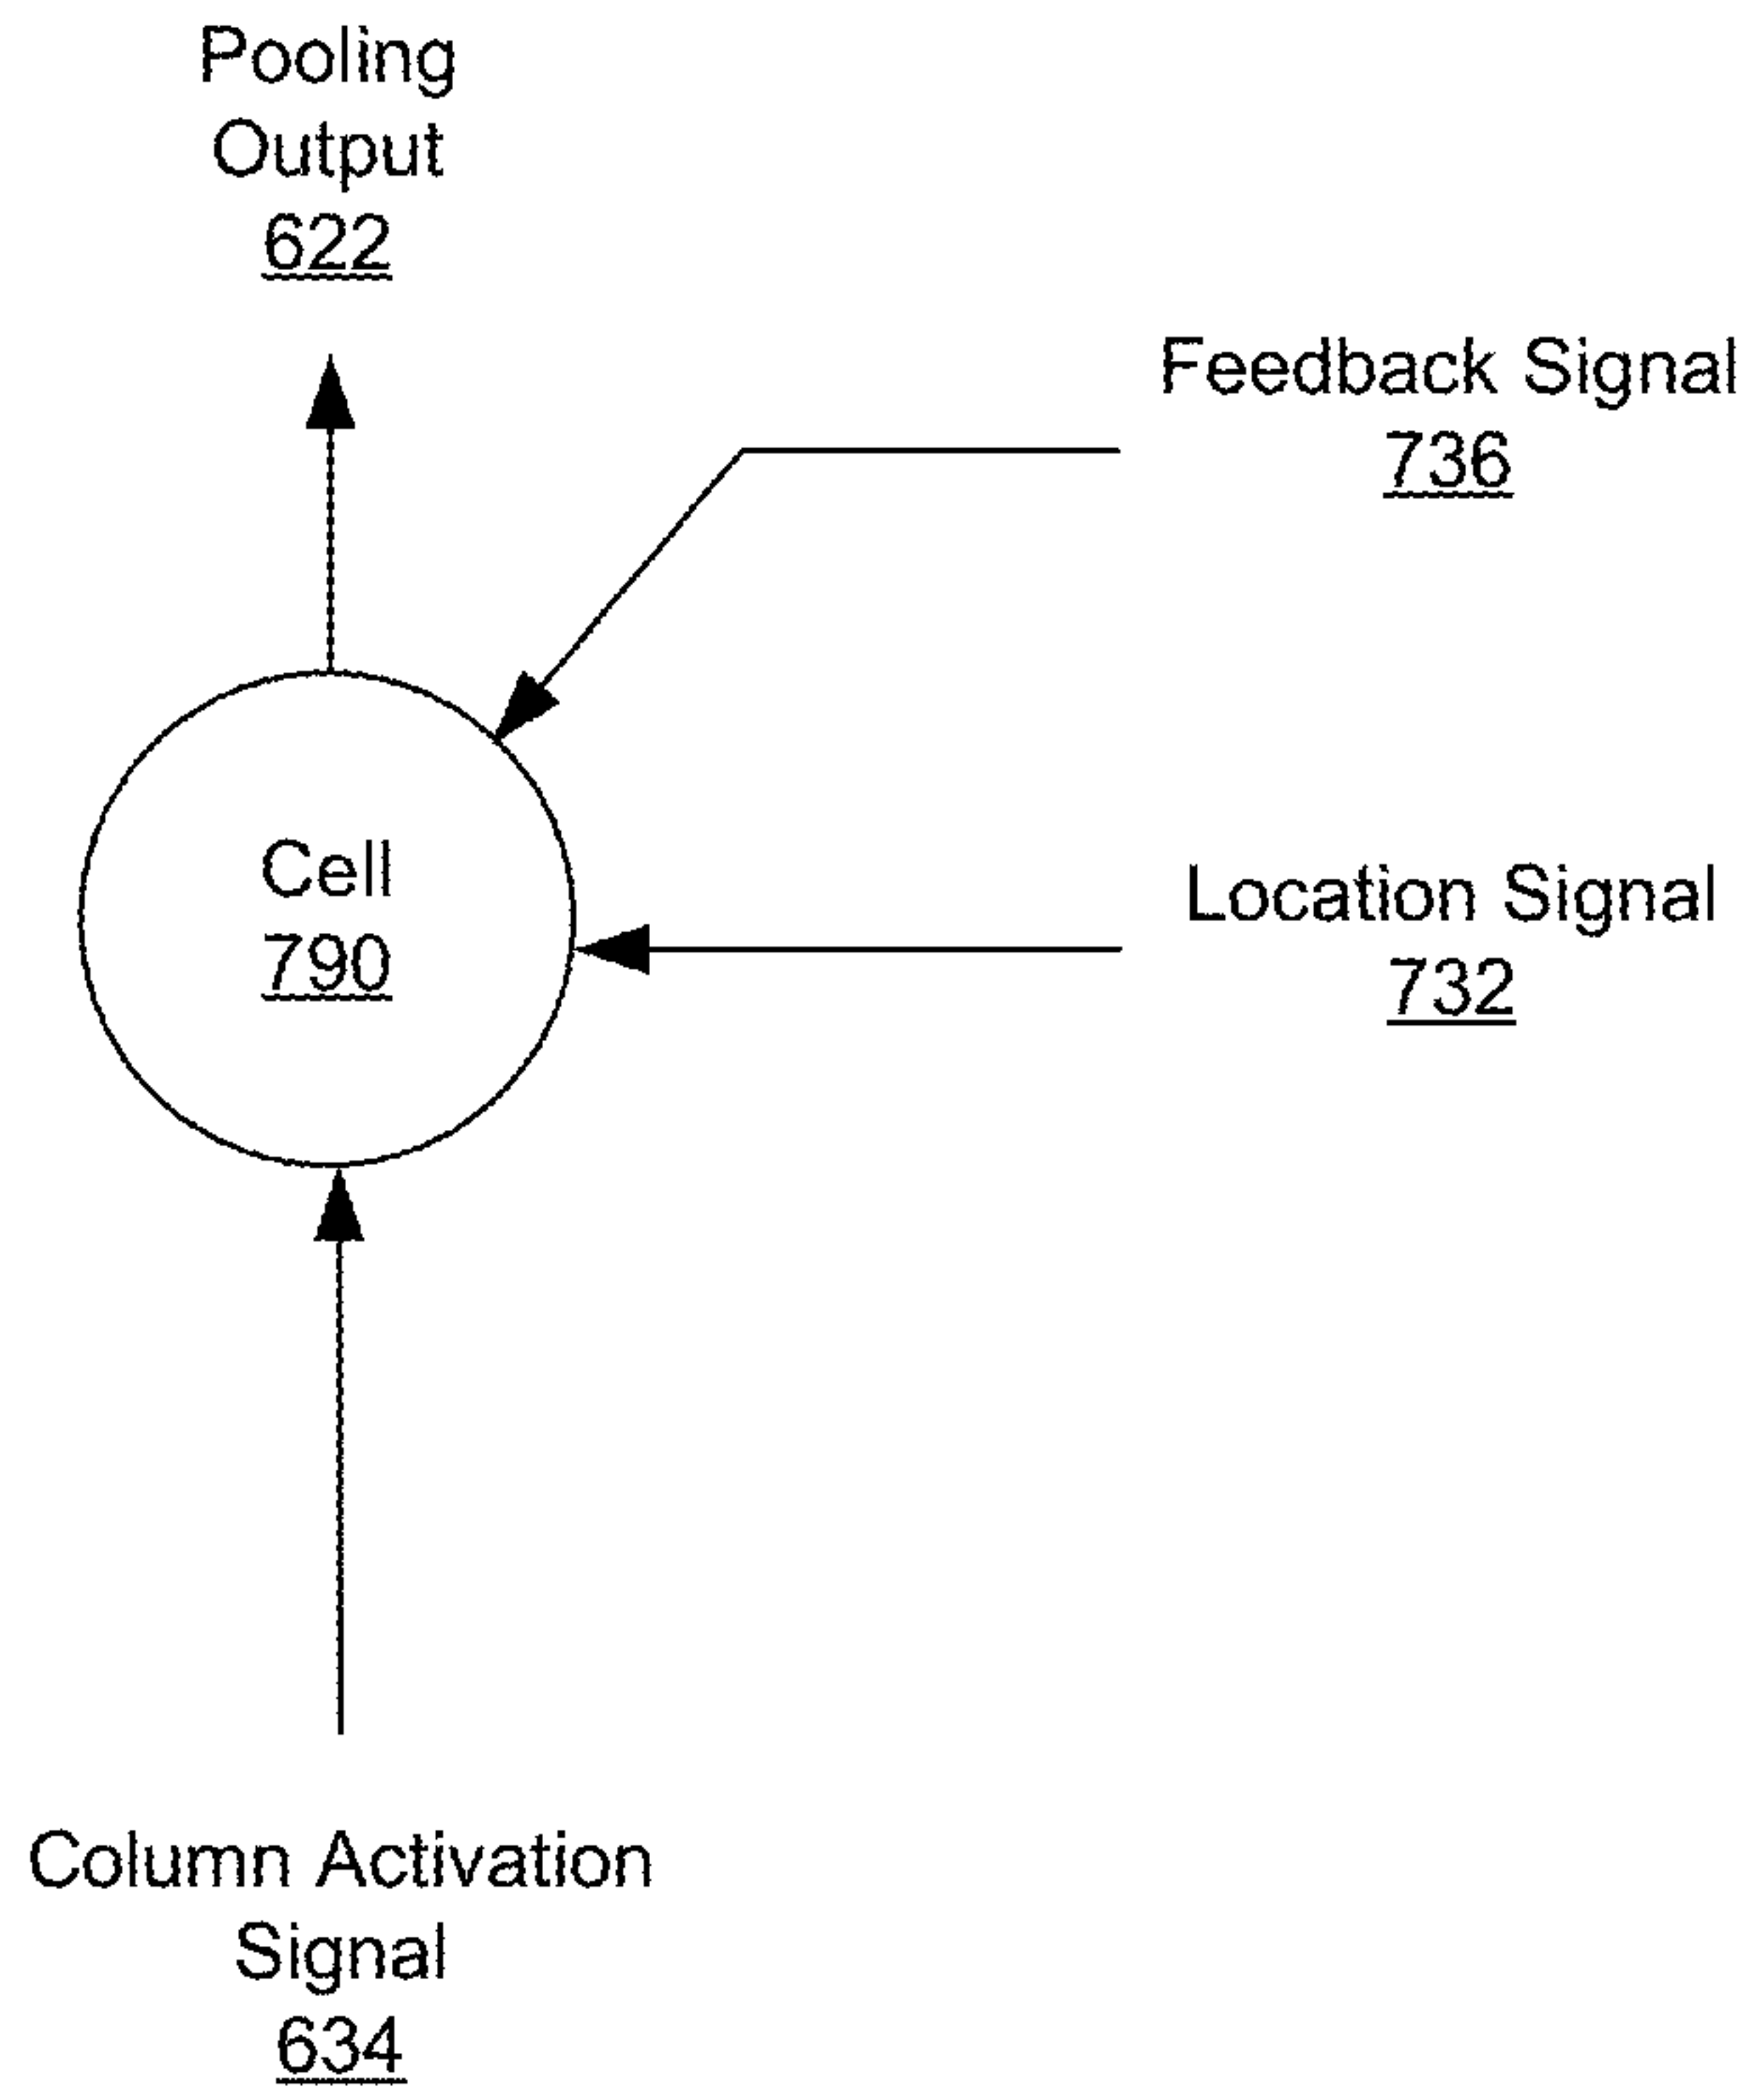 Pooling
Output
622
Feedback Signal
736
Cell
790
Location Signal
732
Column Activation
Signal
634